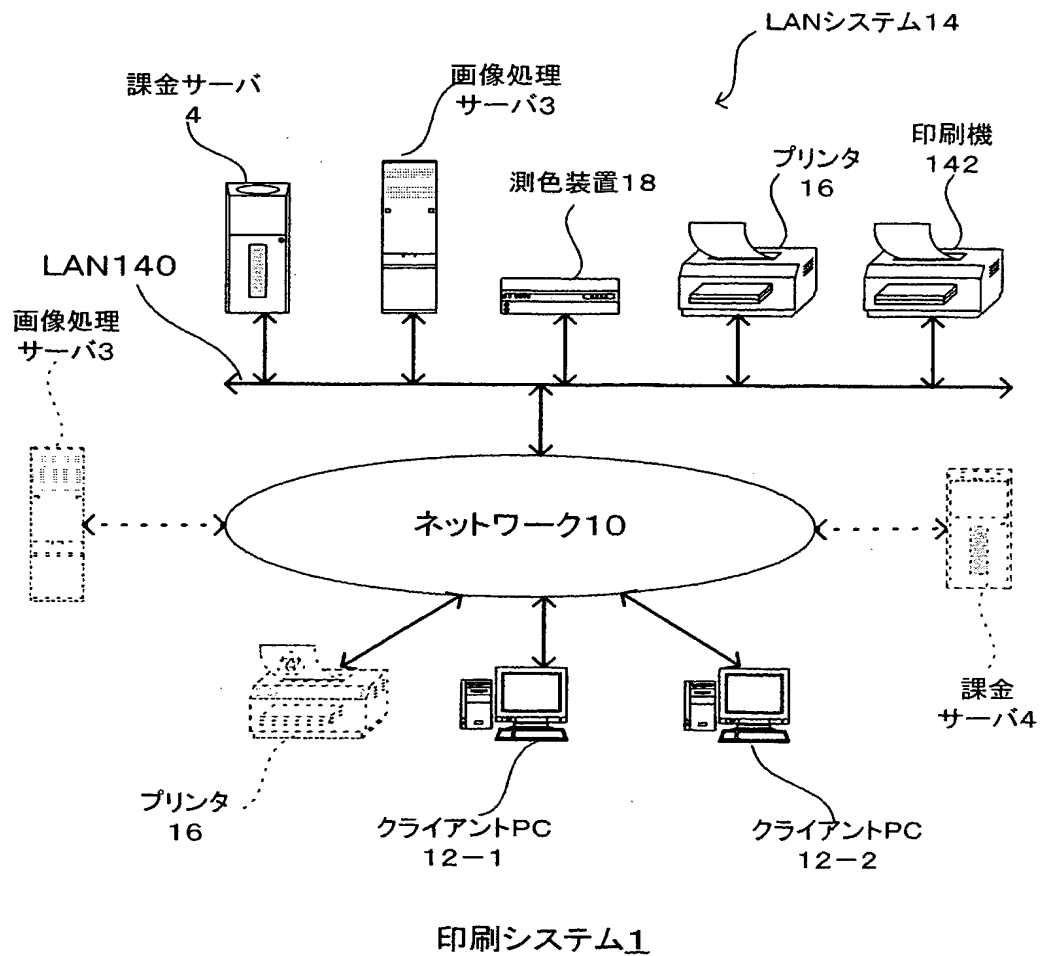 LANシステム14
課金サーバ
4
画像処理
サーバ3
測色装置18
プリンタ
16
印刷機
142
LAN140
画像処理
サーバ3
ネットワーク10
プリンタ
16
クライアントPC
12－1
クライアントPC
12－2
課金
サーバ4
印刷システム1